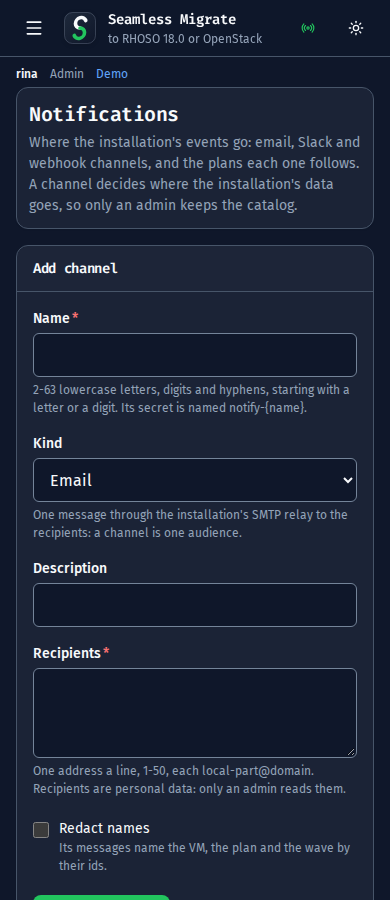 Seamless Migrate
to RHOSO 18.0 or OpenStack
rina Admin Demo
Notifications
Where the installation's events go: email, Slack and
webhook channels, and the plans each one follows.
A channel decides where the installation's data
goes, so only an admin keeps the catalog.
Add channel
Name *
2-63 lowercase letters, digits and hyphens, starting with a
letter or a digit. Its secret is named notify-{name}.
Kind
Email
One message through the installation's SMTP relay to the
recipients: a channel is one audience.
Description
Recipients *
One address a line, 1-50, each local-part@domain.
Recipients are personal data: only an admin reads them.
Redact names
Its messages name the VM, the plan and the wave by
their ids.